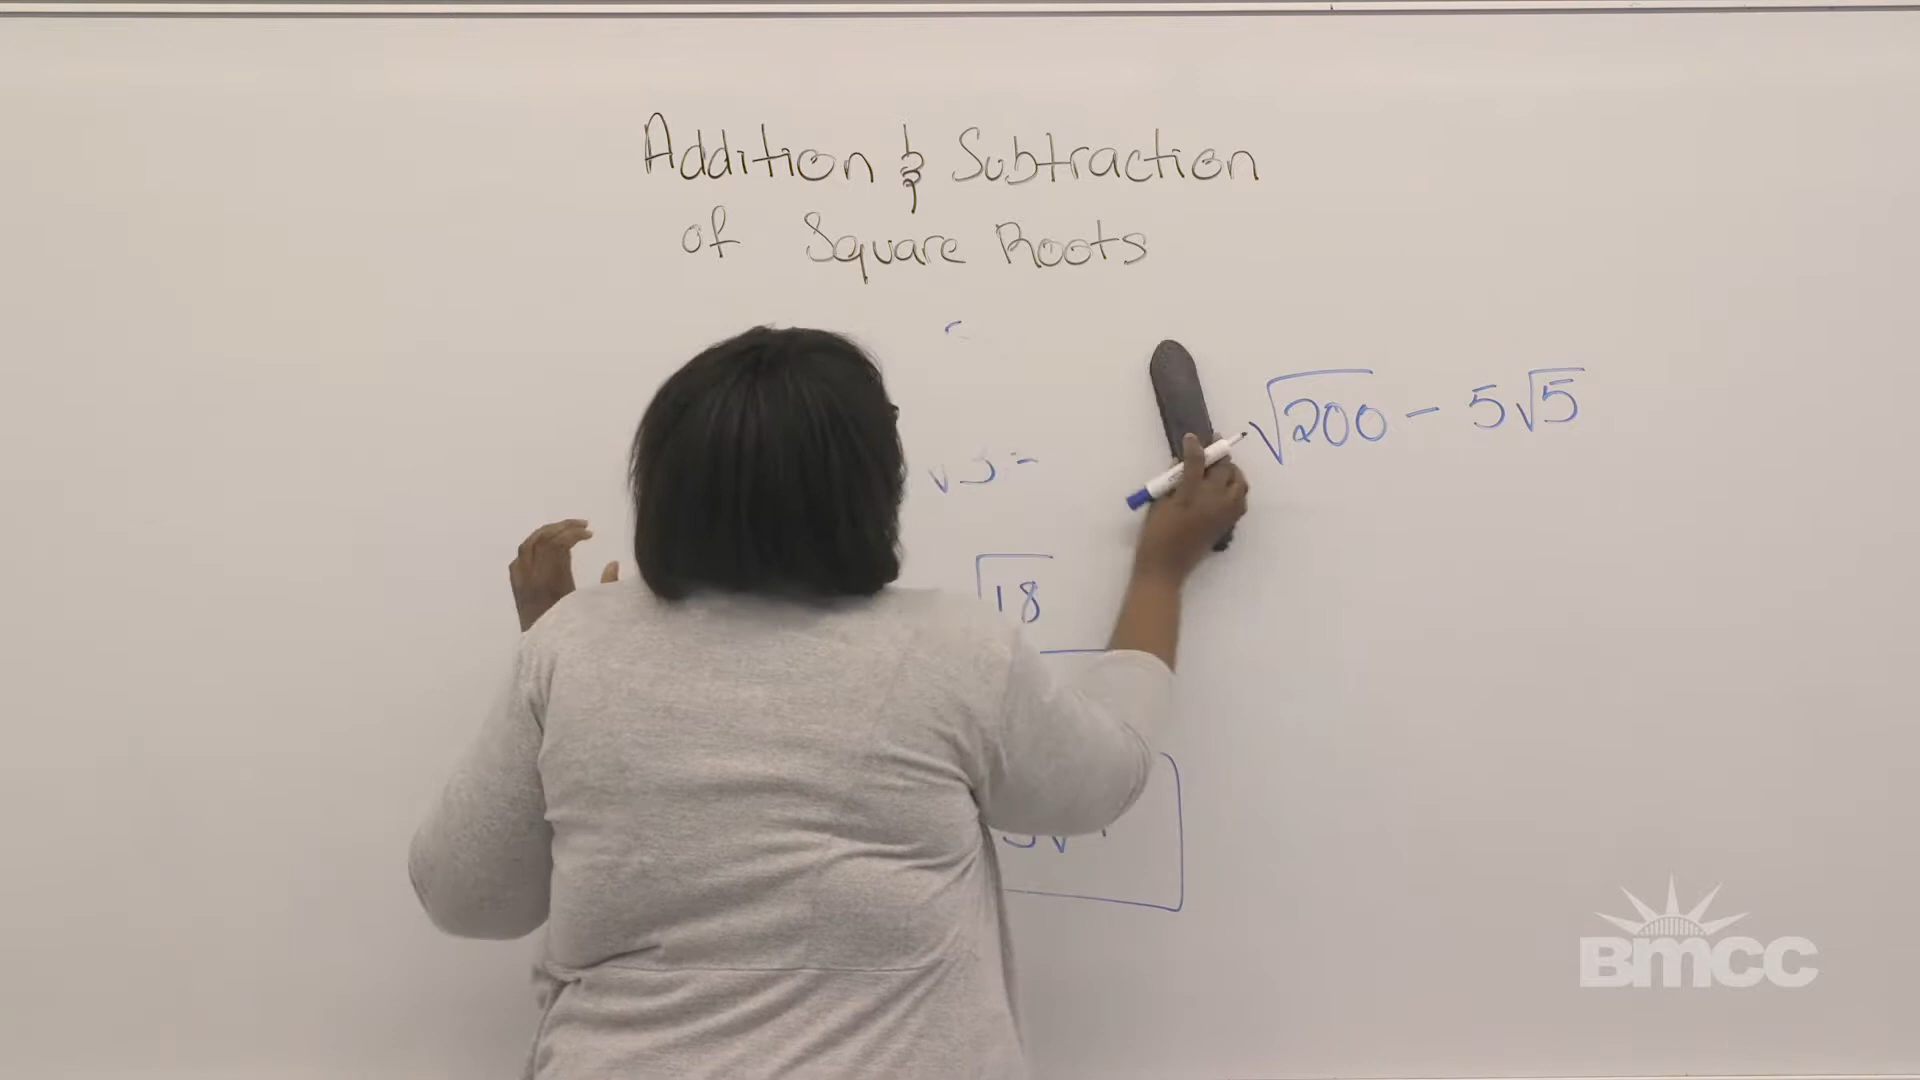 Addition & Subtraction
of Square Roots
√200 - 5√5
√18
BMCC